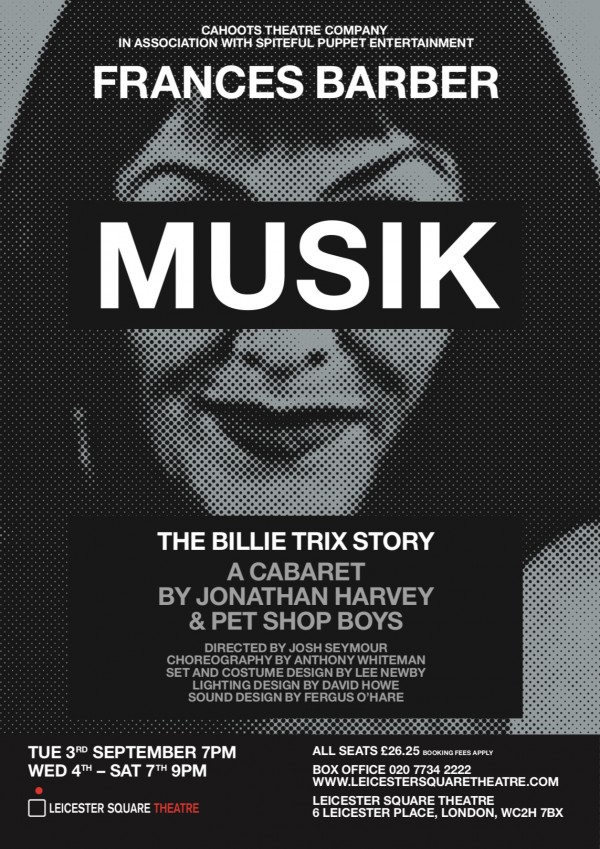 CAHOOTS THEATRE COMPANY
IN ASSOCIATION WITH SPITEFUL PUPPET ENTERTAINMENT
FRANCES BARBER
MUSIK
THE BILLIE TRIX STORY
A CABARET
BY JONATHAN HARVEY
& PET SHOP BOYS
DIRECTED BY JOSH SEYMOUR
CHOREOGRAPHY BY ANTHONY WHITEMAN
SET AND COSTUME DESIGN BY LEE NEWBY
LIGHTING DESIGN BY DAVID HOWE
SOUND DESIGN BY FERGUS O'HARE
TUE 3RD SEPTEMBER 7PM
WED 4TH – SAT 7TH 9PM
LEICESTER SQUARE THEATRE
ALL SEATS £26.25 BOOKING FEES APPLY
BOX OFFICE 020 7734 2222
WWW.LEICESTERSQUARETHEATRE.COM
LEICESTER SQUARE THEATRE
6 LEICESTER PLACE, LONDON, WC2H 7BX